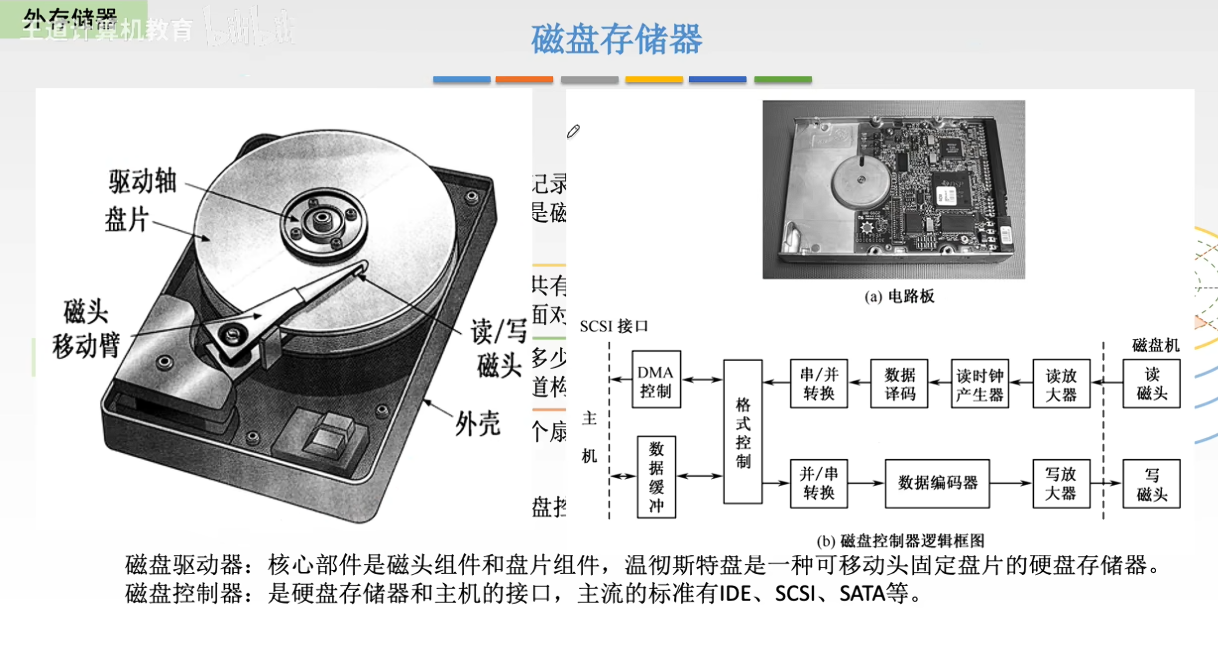 外存储器
王道计算机教育
bilibili
磁盘存储器
驱动轴
盘片
磁头
移动臂
读/写
磁头
外壳
记录
是磁
共有
面对
多少
道构
个扇
盘控
(a) 电路板
SCSI 接口
磁盘机
主
机
DMA
控制
数
据
缓
冲
格
式
控
制
串/并
转换
数据
译码
读时钟
产生器
读放
大器
读
磁头
并/串
转换
数据编码器
写放
大器
写
磁头
(b) 磁盘控制器逻辑框图
磁盘驱动器：核心部件是磁头组件和盘片组件，温彻斯特盘是一种可移动头固定盘片的硬盘存储器。
磁盘控制器：是硬盘存储器和主机的接口，主流的标准有IDE、SCSI、SATA等。